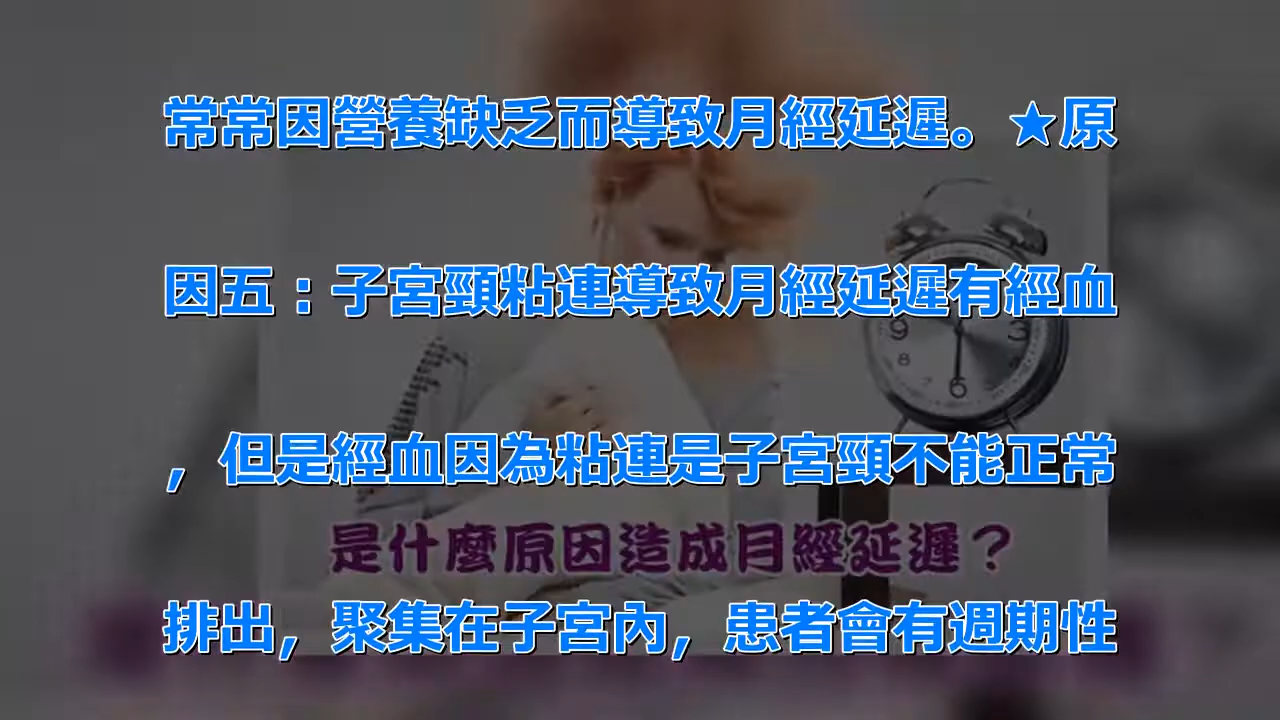 常常因營養缺乏而導致月經延遲。★原
因五：子宮頸粘連導致月經延遲有經血
，但是經血因為粘連是子宮頸不能正常
是什麼原因造成月經延遲？
排出，聚集在子宮內，患者會有週期性